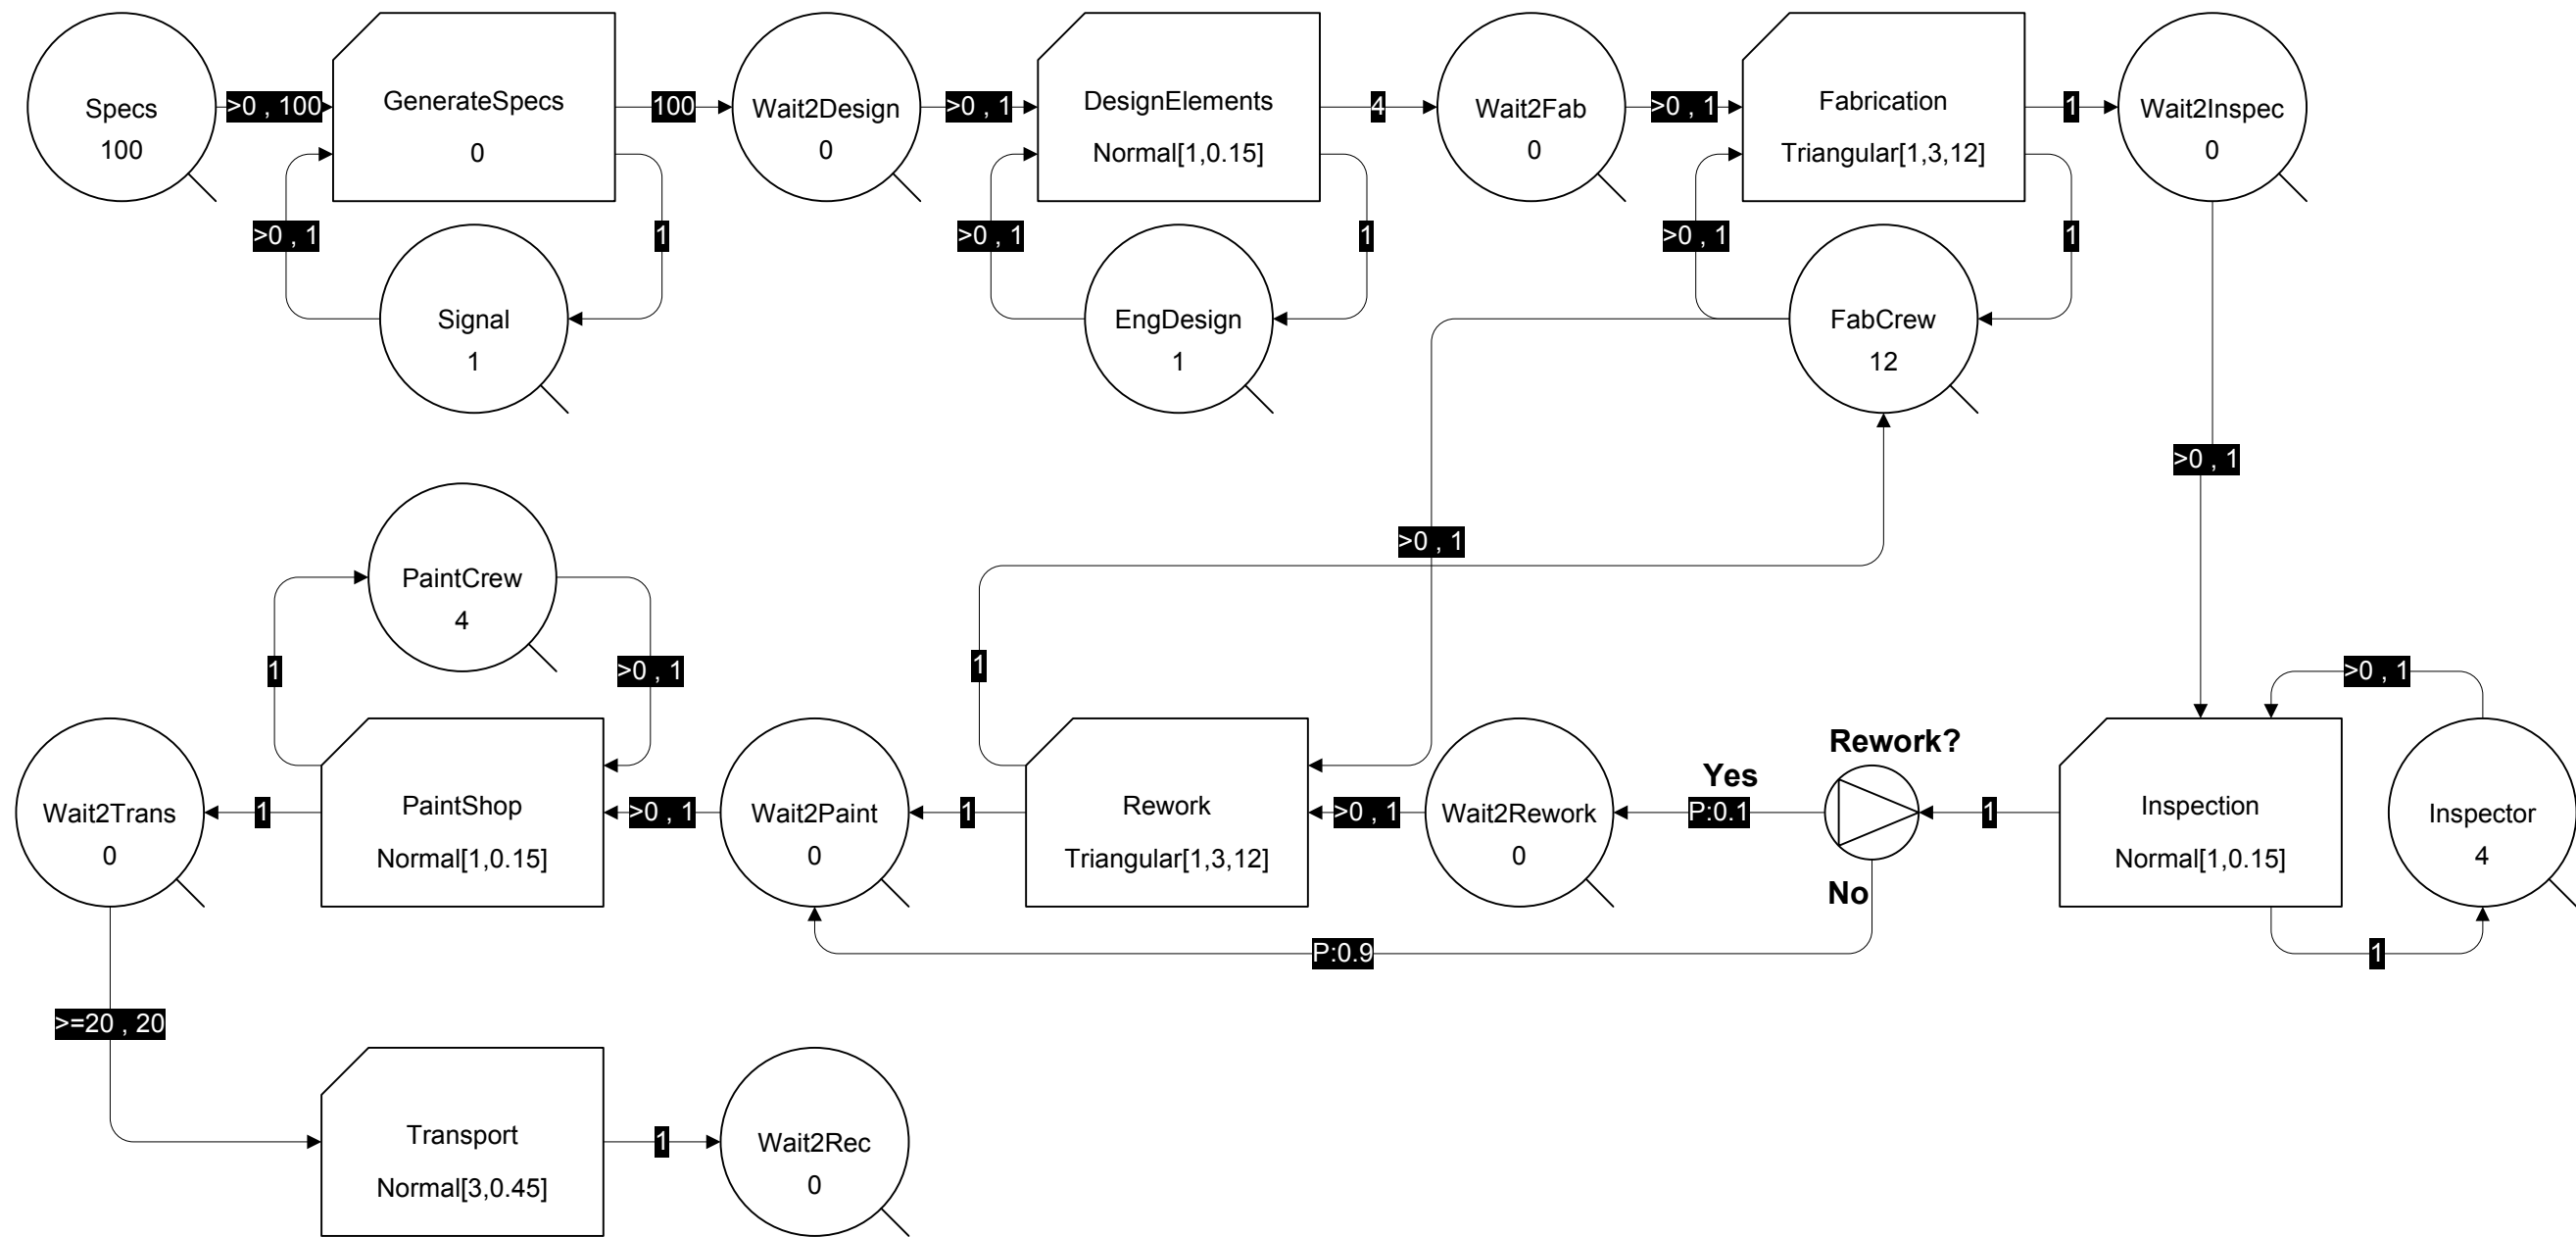 Specs
100
>0 , 100
GenerateSpecs
0
100
Wait2Design
0
>0 , 1
DesignElements
Normal[1,0.15]
4
Wait2Fab
0
>0 , 1
Fabrication
Triangular[1,3,12]
1
Wait2Inspec
0
>0 , 1
1
>0 , 1
1
>0 , 1
1
Signal
1
EngDesign
1
FabCrew
12
>0 , 1
>0 , 1
PaintCrew
4
1
>0 , 1
1
>0 , 1
Wait2Trans
0
1
PaintShop
Normal[1,0.15]
>0 , 1
Wait2Paint
0
1
Rework
Triangular[1,3,12]
>0 , 1
Wait2Rework
0
Yes
P:0.1
Rework?
No
1
Inspection
Normal[1,0.15]
Inspector
4
P:0.9
1
>=20 , 20
Transport
Normal[3,0.45]
1
Wait2Rec
0